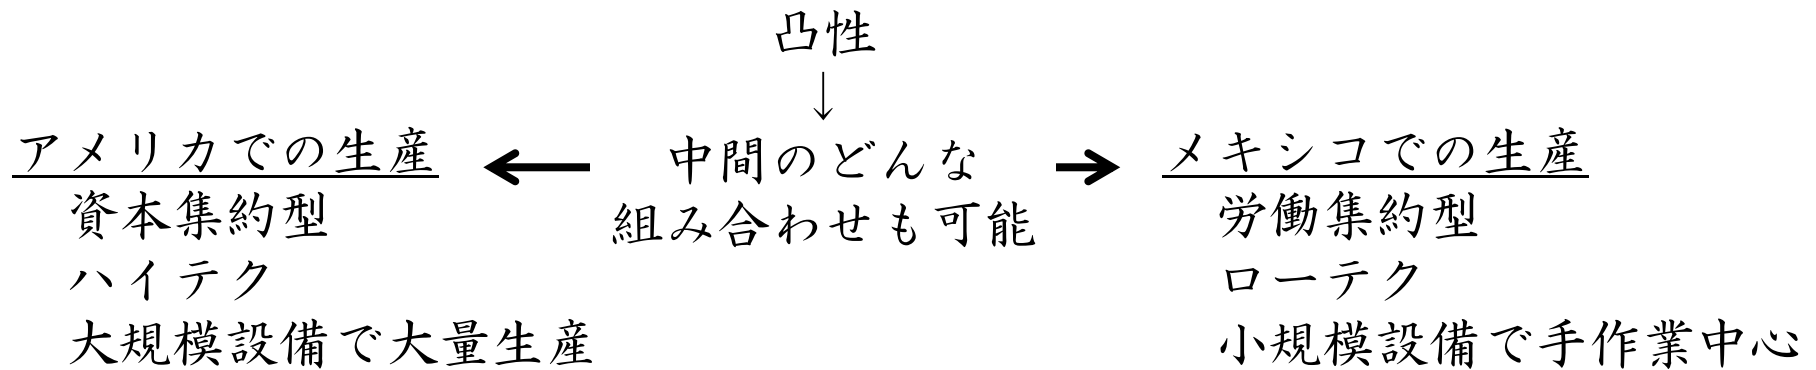 凸性
↓
アメリカでの生産
資本集約型
ハイテク
大規模設備で大量生産
中間のどんな
組み合わせも可能
メキシコでの生産
労働集約型
ローテク
小規模設備で手作業中心